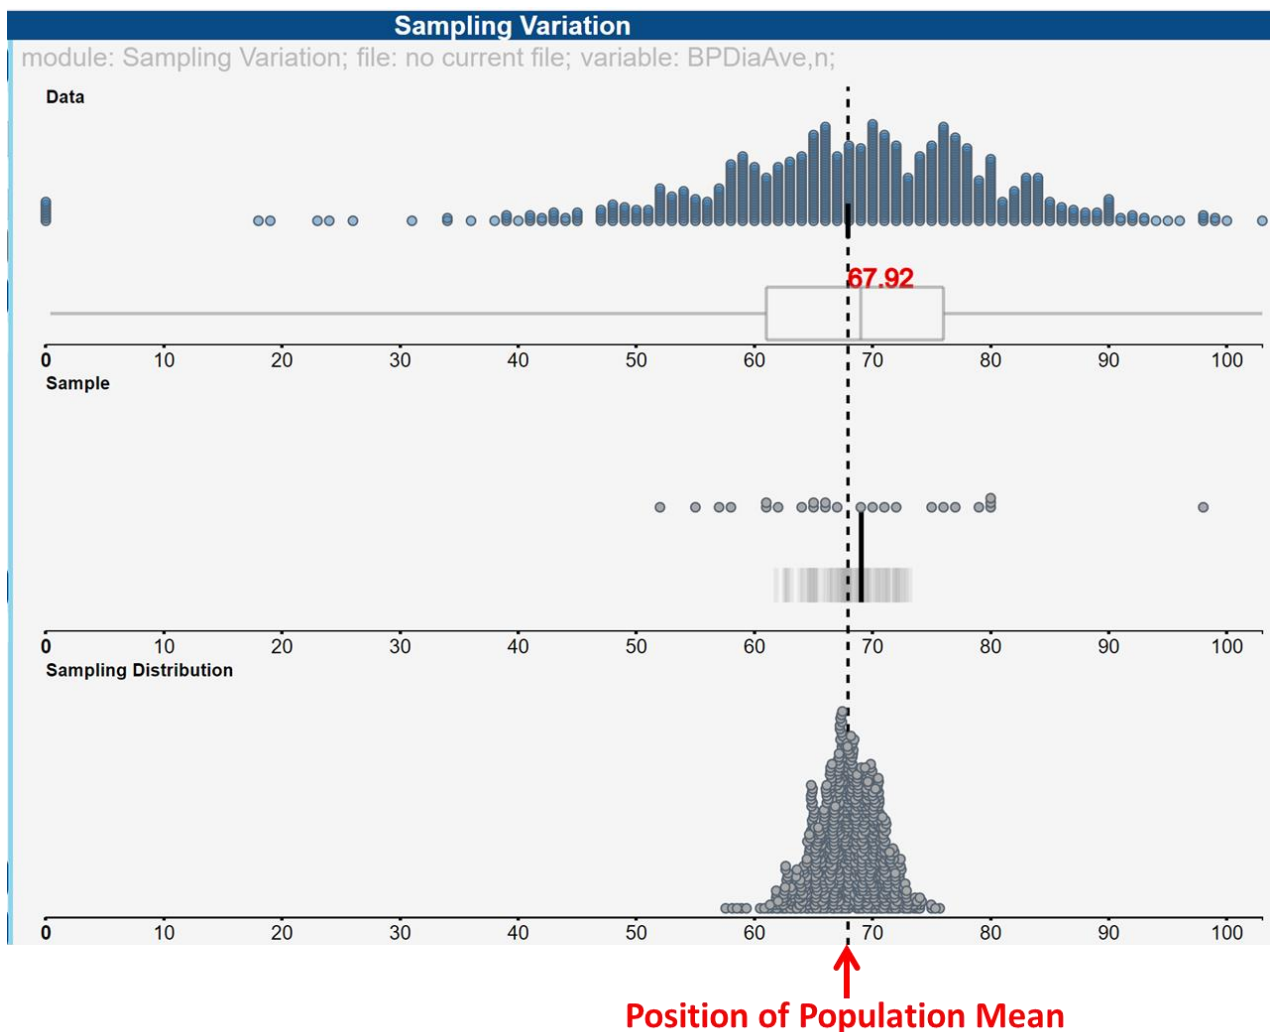 Sampling Variation
module: Sampling Variation; file: no current file; variable: BPDiaAve,n;
Data
67.92
0 10 20 30 40 50 60 70 80 90 100
Sample
0 10 20 30 40 50 60 70 80 90 100
Sampling Distribution
0 10 20 30 40 50 60 70 80 90 100
Position of Population Mean